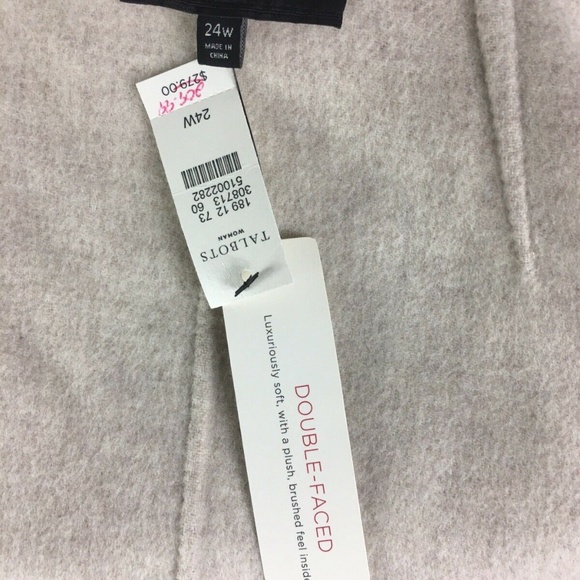 24W
MADE IN
CHINA
TALBOTS
WOMAN
189 12 73
308713 60
51002282
24W
$279.00
DOUBLE-FACED
Luxuriously soft, with a plush, brushed feel inside